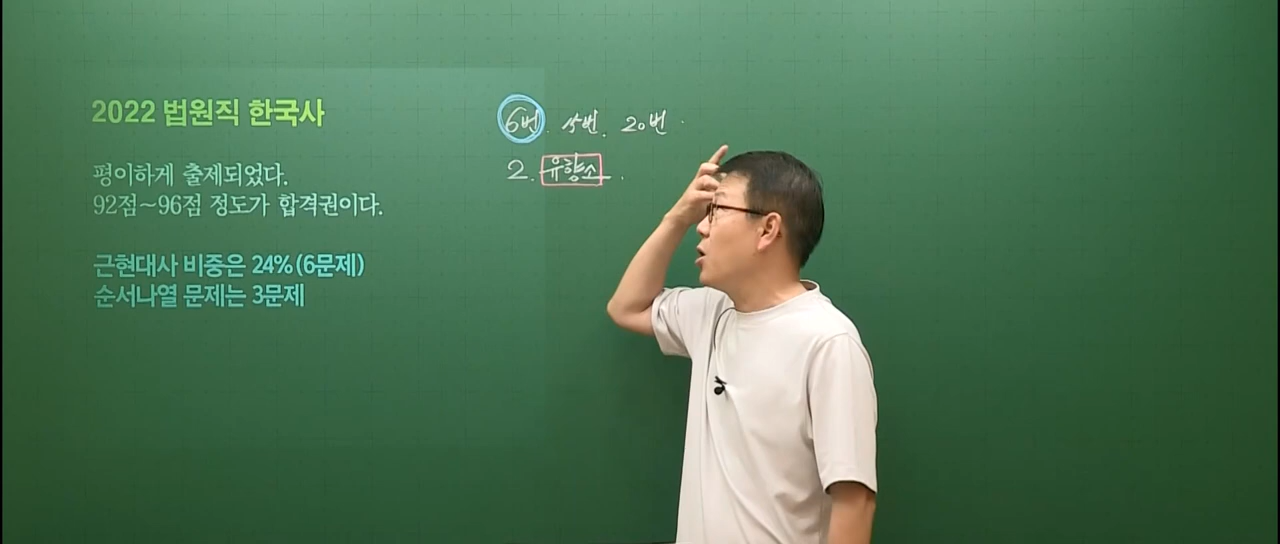 2022 법원직 한국사
평이하게 출제되었다.
92점~96점 정도가 합격권이다.
근현대사 비중은 24%(6문제)
순서나열 문제는 3문제
6번. 15번. 20번.
2. 유향소.